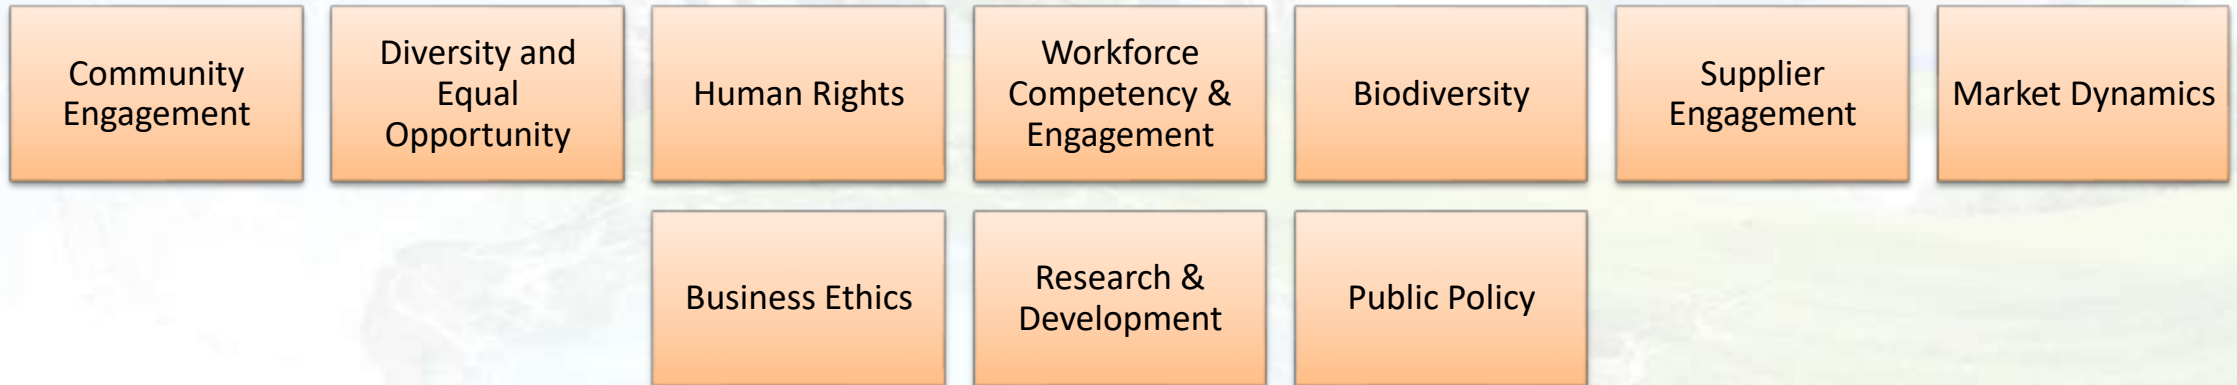 Community
Engagement
Diversity and
Equal
Opportunity
Human Rights
Workforce
Competency &
Engagement
Biodiversity
Supplier
Engagement
Market Dynamics
Business Ethics
Research &
Development
Public Policy